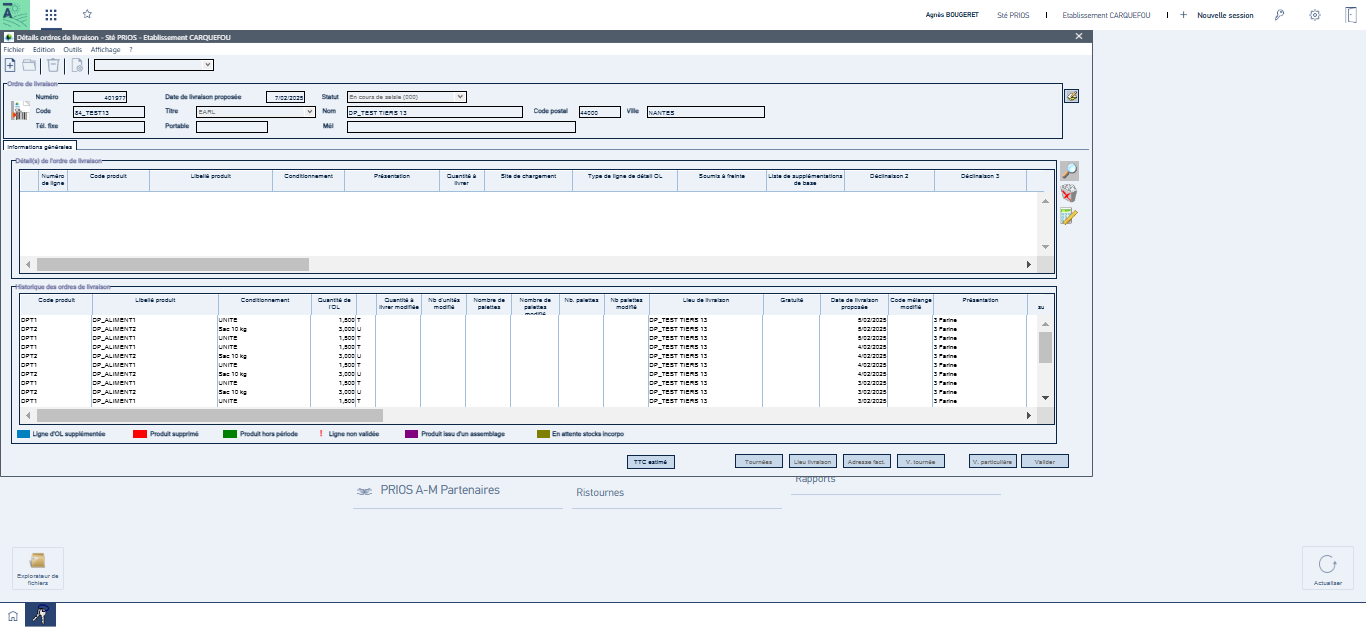 Agnès BOUGERET Sté PRIOS Etablissement CARQUEFOU + Nouvelle session
Détails ordres de livraison - Sté PRIOS - Etablissement CARQUEFOU
Fichier Edition Outils Affichage ?
Ordre de livraison
Numéro 401977 Date de livraison proposée 7/02/2025 Statut En cours de saisie (000)
Code 84_TEST13 Titre EARL Nom DP_TEST TIERS 13 Code postal 44000 Ville NANTES
Tél. fixe Portable Mél
Informations générales
Détail(s) de l'ordre de livraison
Numéro de ligne Code produit Libellé produit Conditionnement Présentation Quantité à livrer Site de chargement Type de ligne de détail OL Soumis à freinte Liste de supplémentations de base Déclinaison 2 Déclinaison 3
Historique des ordres de livraison
Code produit Libellé produit Conditionnement Quantité de l'OL Quantité à livrer modifiée Nb d'unités modifié Nombre de palettes Nombre de palettes modifié Nb. palettes Nb palettes modifié Lieu de livraison Gratuité Date de livraison proposée Code mélange modifié Présentation su
DPT1 DP_ALIMENT1 UNITE 1,500 T DP_TEST TIERS 13 5/02/2025 3 Farine
DPT2 DP_ALIMENT2 Sac 10 kg 3,000 U DP_TEST TIERS 13 5/02/2025 3 Farine
DPT1 DP_ALIMENT1 UNITE 1,500 T DP_TEST TIERS 13 5/02/2025 3 Farine
DPT1 DP_ALIMENT1 UNITE 1,500 T DP_TEST TIERS 13 4/02/2025 3 Farine
DPT2 DP_ALIMENT2 Sac 10 kg 3,000 U DP_TEST TIERS 13 4/02/2025 3 Farine
DPT1 DP_ALIMENT1 UNITE 1,500 T DP_TEST TIERS 13 4/02/2025 3 Farine
DPT2 DP_ALIMENT2 Sac 10 kg 3,000 U DP_TEST TIERS 13 4/02/2025 3 Farine
DPT1 DP_ALIMENT1 UNITE 1,500 T DP_TEST TIERS 13 3/02/2025 3 Farine
DPT2 DP_ALIMENT2 Sac 10 kg 3,000 U DP_TEST TIERS 13 3/02/2025 3 Farine
DPT1 DP_ALIMENT1 UNITE 1,500 T DP_TEST TIERS 13 3/02/2025 3 Farine
Ligne d'OL supplémentée Produit supprimé Produit hors période ! Ligne non validée Produit issu d'un assemblage En attente stocks incorpo
TTC estimé Tournées Lieu livraison Adresse fact. V. tournée V. particulière Valider
PRIOS A-M Partenaires Ristournes Rapports
Explorateur de fichiers
Actualiser